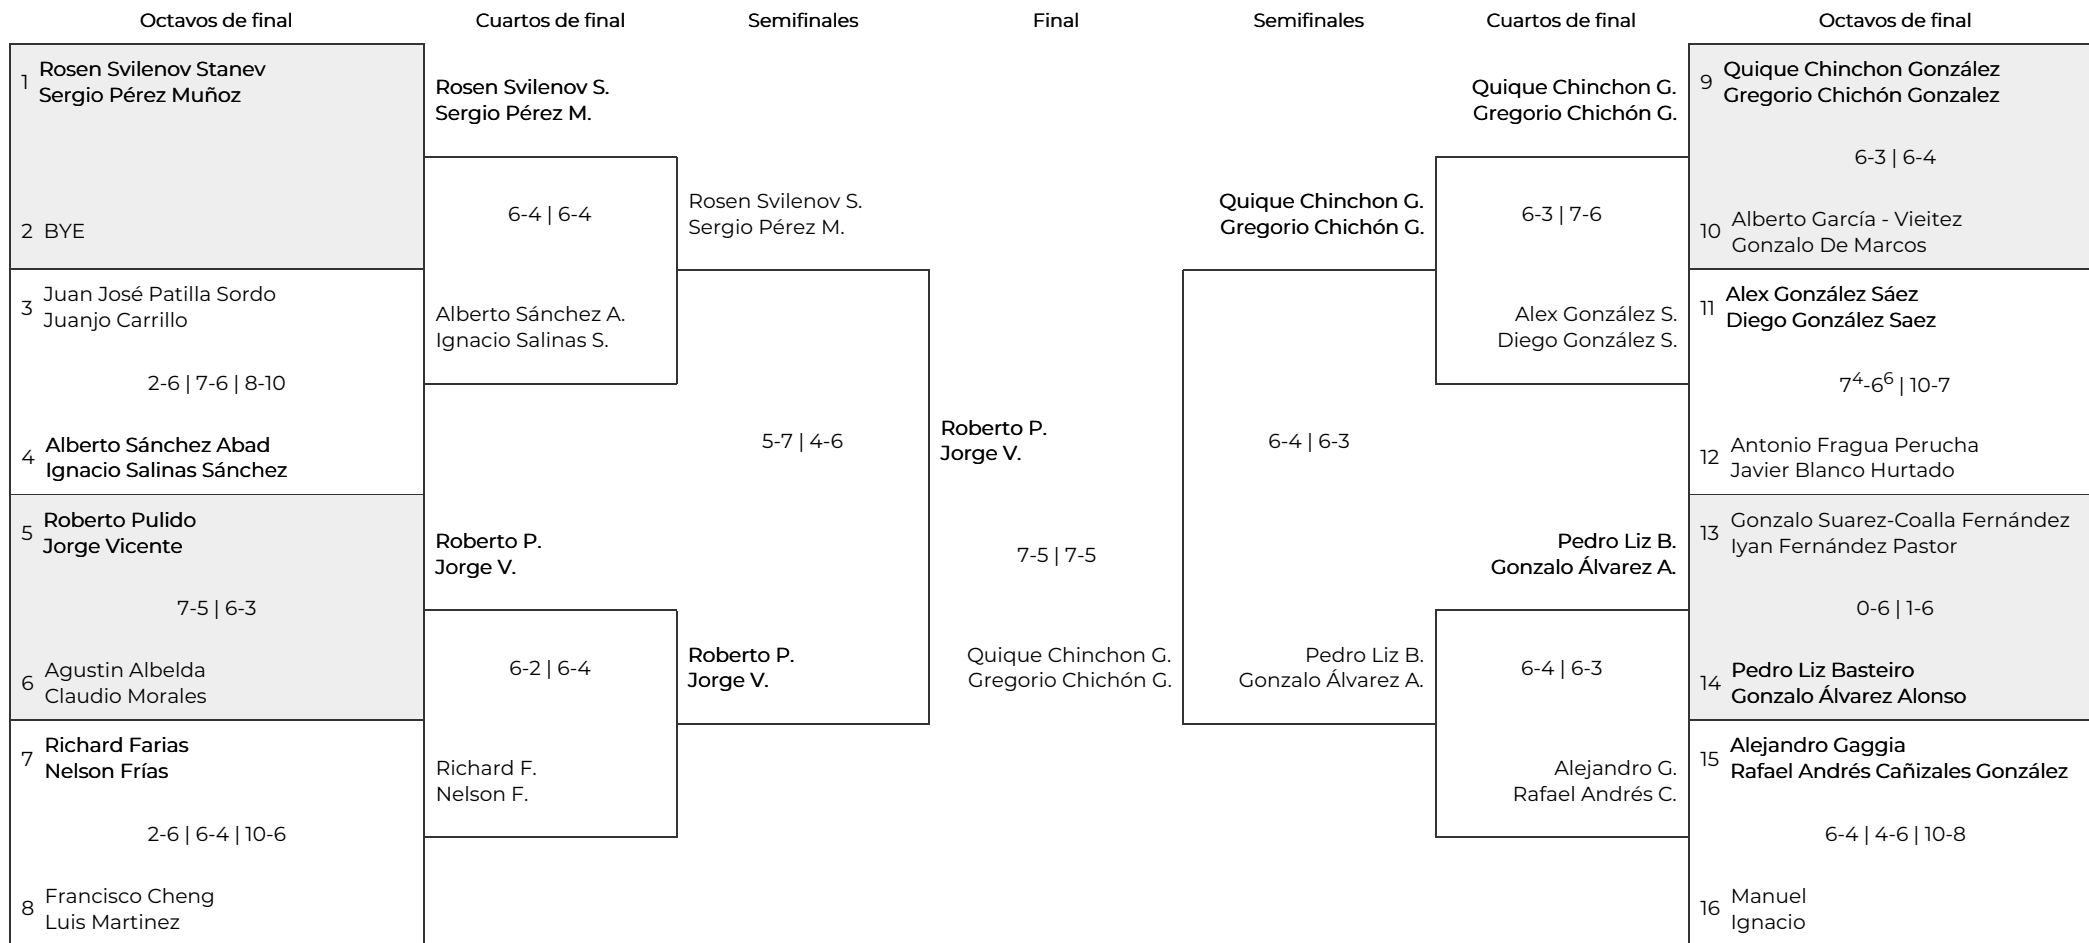 Octavos de final
Cuartos de final
Semifinales
Final
Semifinales
Cuartos de final
Octavos de final
1
Rosen Svilenov Stanev
Sergio Pérez Muñoz
2 BYE
3
Juan José Patilla Sordo
Juanjo Carrillo
2-6 | 7-6 | 8-10
4
Alberto Sánchez Abad
Ignacio Salinas Sánchez
5
Roberto Pulido
Jorge Vicente
7-5 | 6-3
6
Agustin Albelda
Claudio Morales
7
Richard Farias
Nelson Frías
2-6 | 6-4 | 10-6
8
Francisco Cheng
Luis Martinez
Rosen Svilenov S.
Sergio Pérez M.
6-4 | 6-4
Alberto Sánchez A.
Ignacio Salinas S.
Roberto P.
Jorge V.
6-2 | 6-4
Richard F.
Nelson F.
Rosen Svilenov S.
Sergio Pérez M.
5-7 | 4-6
Roberto P.
Jorge V.
Roberto P.
Jorge V.
7-5 | 7-5
Quique Chinchon G.
Gregorio Chichón G.
Quique Chinchon G.
Gregorio Chichón G.
6-4 | 6-3
Pedro Liz B.
Gonzalo Álvarez A.
Quique Chinchon G.
Gregorio Chichón G.
6-3 | 7-6
Alex González S.
Diego González S.
Pedro Liz B.
Gonzalo Álvarez A.
6-4 | 6-3
Alejandro G.
Rafael Andrés C.
9
Quique Chinchon González
Gregorio Chichón Gonzalez
6-3 | 6-4
10
Alberto García - Vieitez
Gonzalo De Marcos
11
Alex González Sáez
Diego González Saez
7⁴-6⁶ | 10-7
12
Antonio Fragua Perucha
Javier Blanco Hurtado
13
Gonzalo Suarez-Coalla Fernández
Iyan Fernández Pastor
0-6 | 1-6
14
Pedro Liz Basteiro
Gonzalo Álvarez Alonso
15
Alejandro Gaggia
Rafael Andrés Cañizales González
6-4 | 4-6 | 10-8
16
Manuel
Ignacio